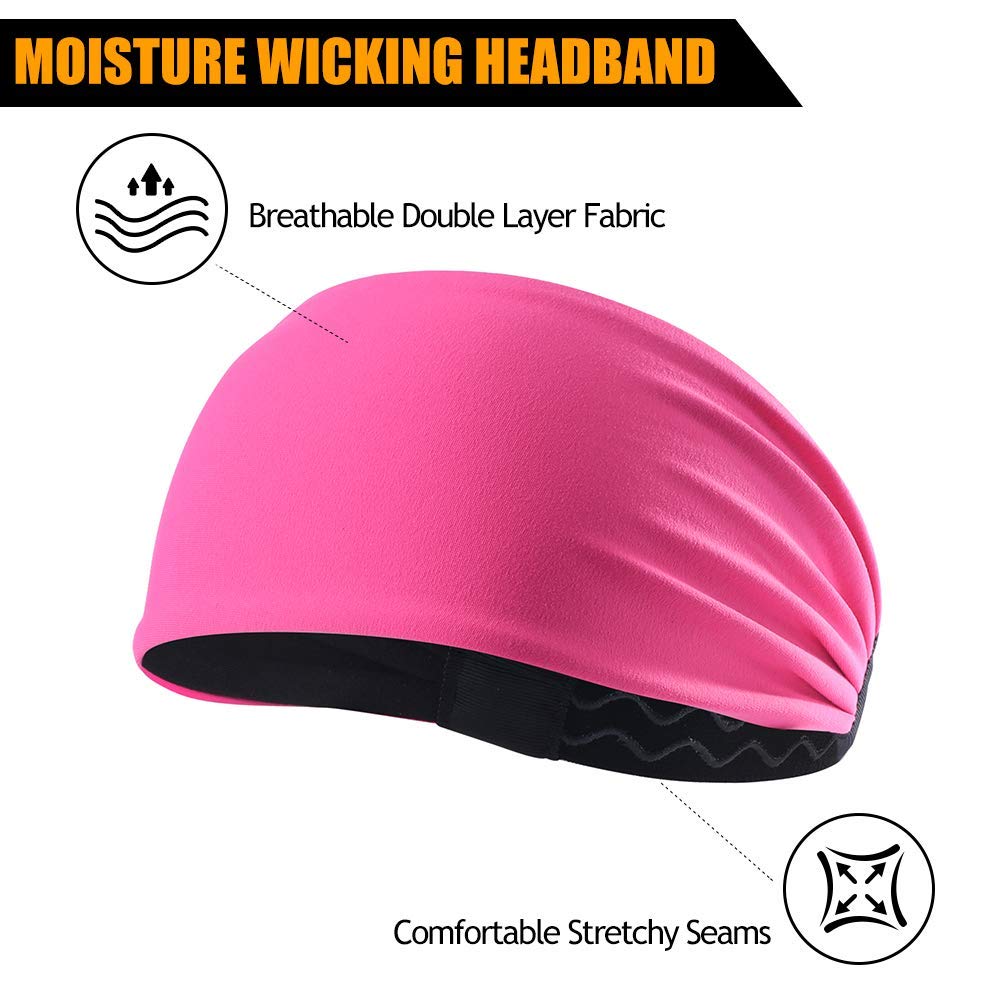 MOISTURE WICKING HEADBAND
Breathable Double Layer Fabric
Comfortable Stretchy Seams